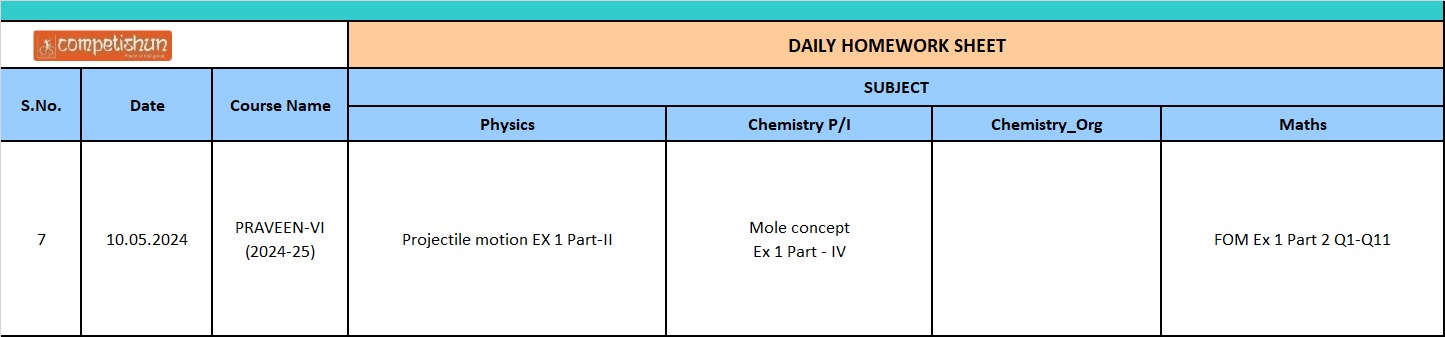 competishun
DAILY HOMEWORK SHEET
S.No.
Date
Course Name
SUBJECT
Physics
Chemistry P/I
Chemistry_Org
Maths
7
10.05.2024
PRAVEEN-VI
(2024-25)
Projectile motion EX 1 Part-II
Mole concept
Ex 1 Part - IV
FOM Ex 1 Part 2 Q1-Q11